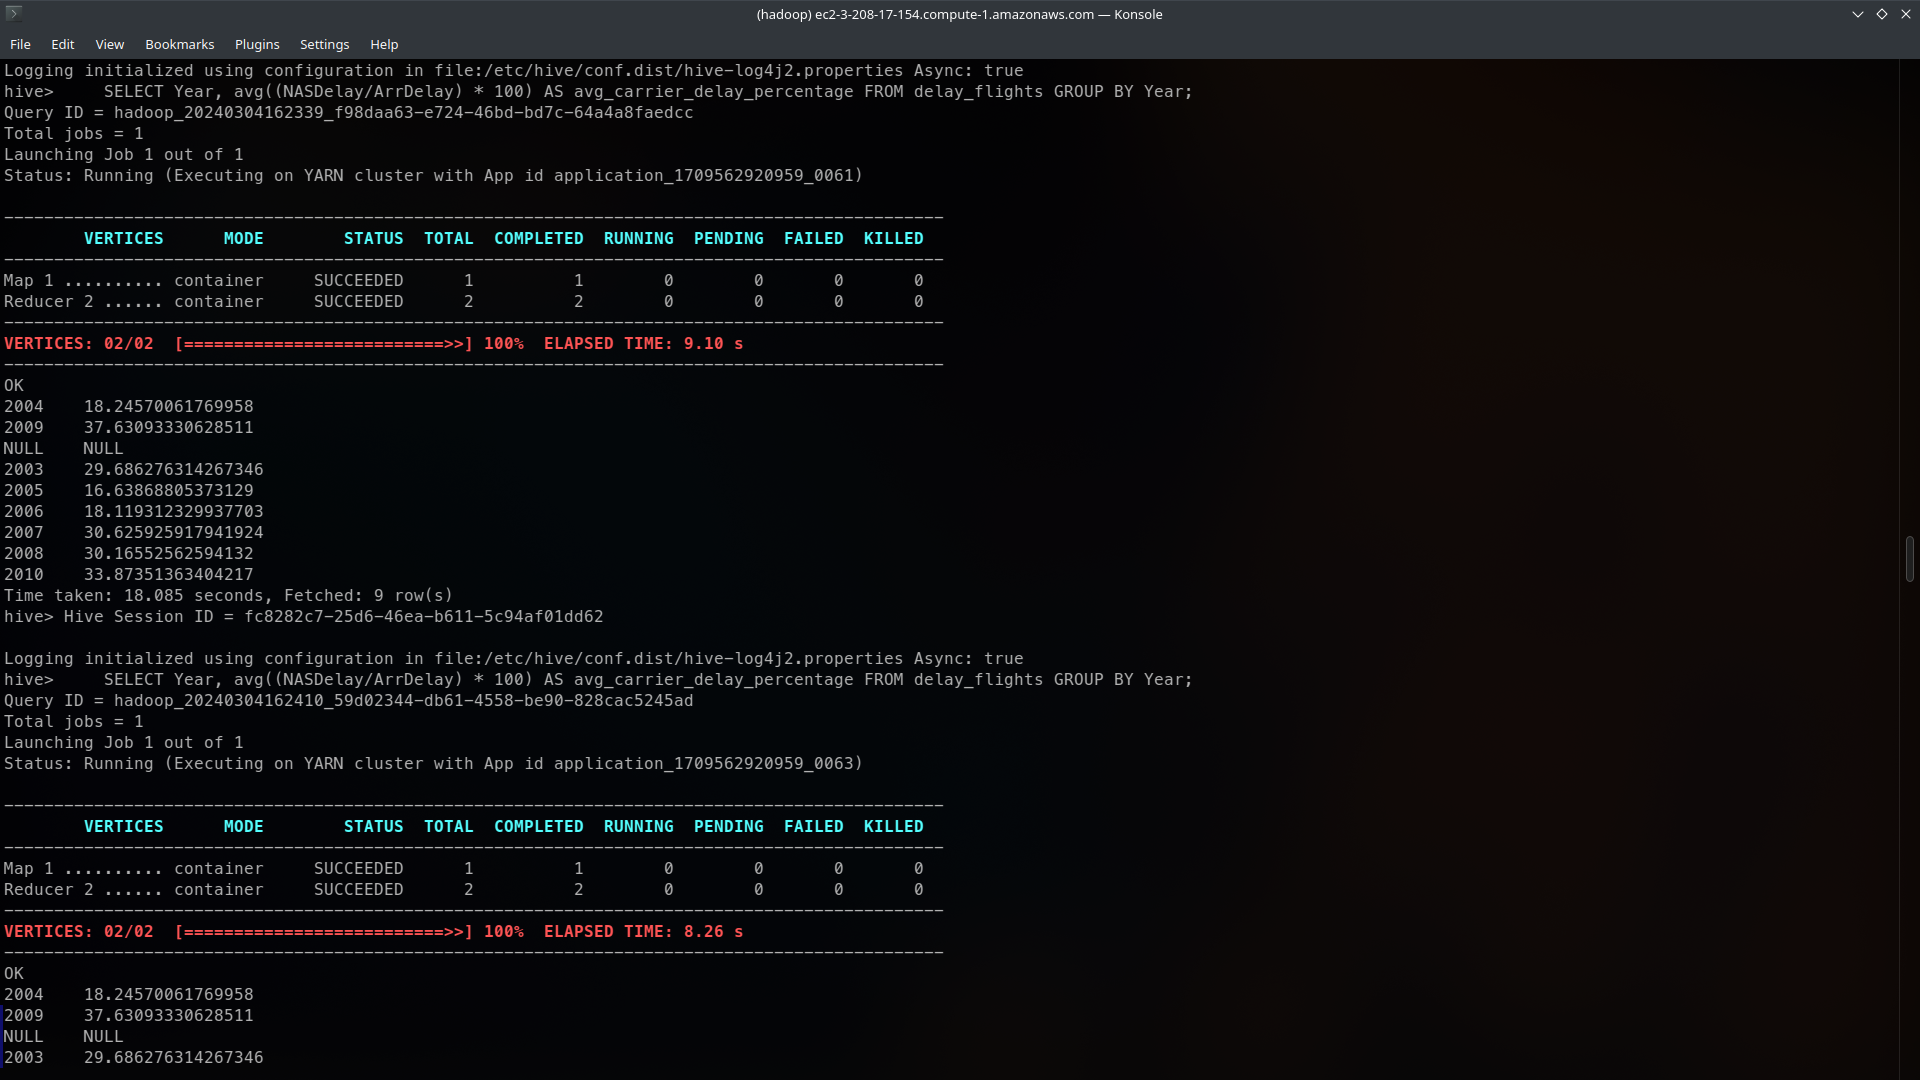 (hadoop) ec2-3-208-17-154.compute-1.amazonaws.com — Konsole
File Edit View Bookmarks Plugins Settings Help
Logging initialized using configuration in file:/etc/hive/conf.dist/hive-log4j2.properties Async: true
hive>     SELECT Year, avg((NASDelay/ArrDelay) * 100) AS avg_carrier_delay_percentage FROM delay_flights GROUP BY Year;
Query ID = hadoop_20240304162339_f98daa63-e724-46bd-bd7c-64a4a8faedcc
Total jobs = 1
Launching Job 1 out of 1
Status: Running (Executing on YARN cluster with App id application_1709562920959_0061)
----------------------------------------------------------------------------------------------
        VERTICES      MODE        STATUS  TOTAL  COMPLETED  RUNNING  PENDING  FAILED  KILLED
----------------------------------------------------------------------------------------------
Map 1 .......... container     SUCCEEDED      1          1        0        0       0       0
Reducer 2 ...... container     SUCCEEDED      2          2        0        0       0       0
----------------------------------------------------------------------------------------------
VERTICES: 02/02  [==========================>>] 100%  ELAPSED TIME: 9.10 s
----------------------------------------------------------------------------------------------
OK
2004    18.24570061769958
2009    37.63093330628511
NULL    NULL
2003    29.686276314267346
2005    16.63868805373129
2006    18.119312329937703
2007    30.625925917941924
2008    30.16552562594132
2010    33.87351363404217
Time taken: 18.085 seconds, Fetched: 9 row(s)
hive> Hive Session ID = fc8282c7-25d6-46ea-b611-5c94af01dd62
Logging initialized using configuration in file:/etc/hive/conf.dist/hive-log4j2.properties Async: true
hive>     SELECT Year, avg((NASDelay/ArrDelay) * 100) AS avg_carrier_delay_percentage FROM delay_flights GROUP BY Year;
Query ID = hadoop_20240304162410_59d02344-db61-4558-be90-828cac5245ad
Total jobs = 1
Launching Job 1 out of 1
Status: Running (Executing on YARN cluster with App id application_1709562920959_0063)
----------------------------------------------------------------------------------------------
        VERTICES      MODE        STATUS  TOTAL  COMPLETED  RUNNING  PENDING  FAILED  KILLED
----------------------------------------------------------------------------------------------
Map 1 .......... container     SUCCEEDED      1          1        0        0       0       0
Reducer 2 ...... container     SUCCEEDED      2          2        0        0       0       0
----------------------------------------------------------------------------------------------
VERTICES: 02/02  [==========================>>] 100%  ELAPSED TIME: 8.26 s
----------------------------------------------------------------------------------------------
OK
2004    18.24570061769958
2009    37.63093330628511
NULL    NULL
2003    29.686276314267346